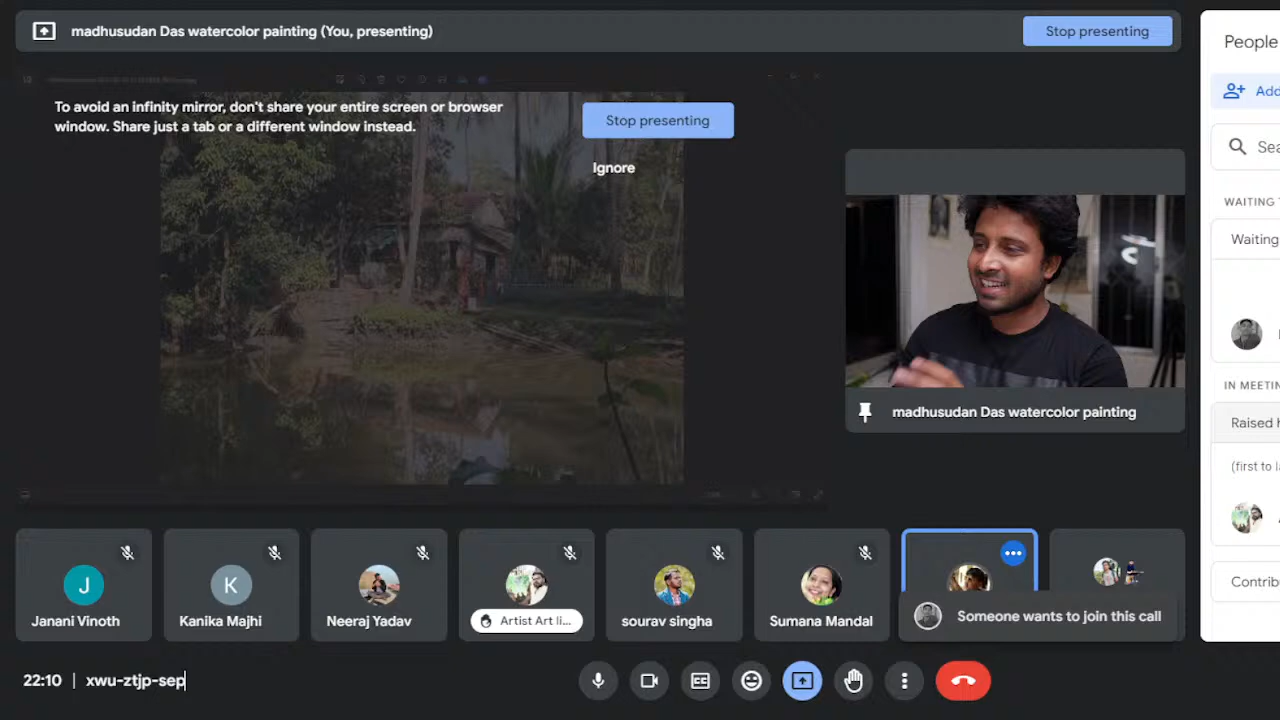 madhusudan Das watercolor painting (You, presenting)
Stop presenting
To avoid an infinity mirror, don't share your entire screen or browser
window. Share just a tab or a different window instead.
Stop presenting
Ignore
madhusudan Das watercolor painting
J
Janani Vinoth
K
Kanika Majhi
Neeraj Yadav
Artist Art li...
sourav singha
Sumana Mandal
Someone wants to join this call
22:10 | xwu-ztjp-sep
People
Add
Sea
WAITING
Waiting
IN MEETIN
Raised
(first to
Contrib